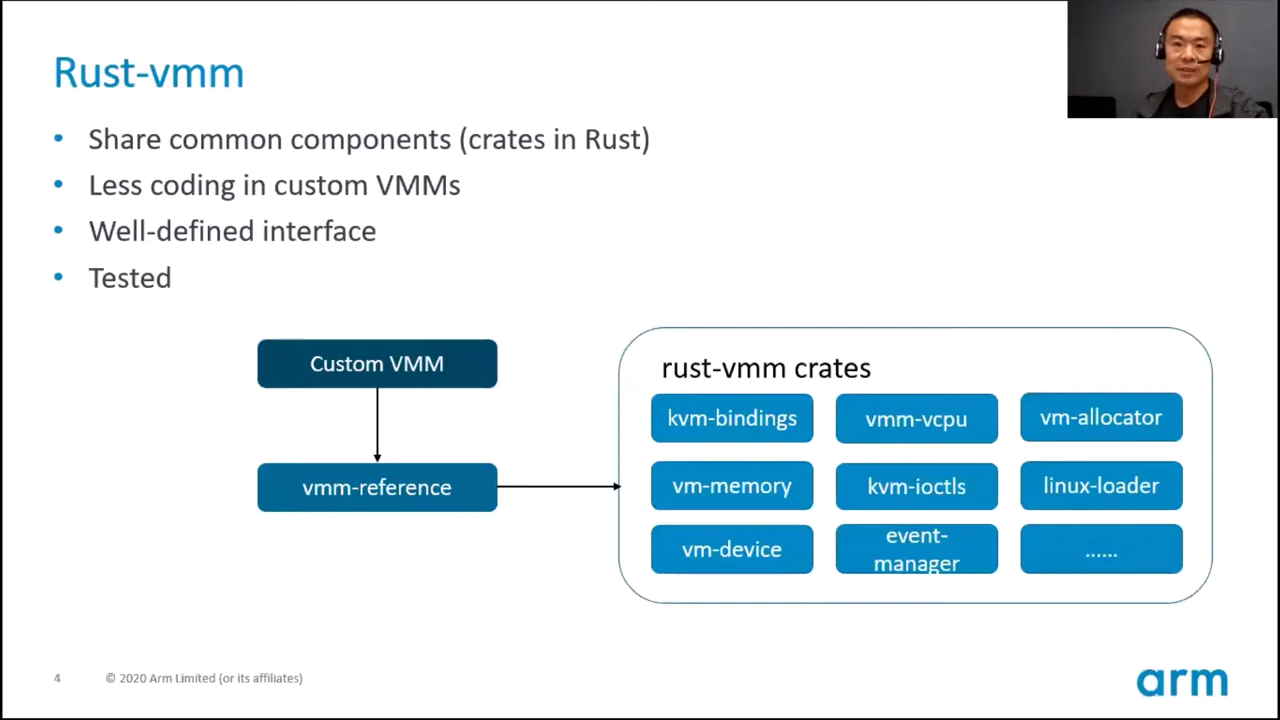 Rust-vmm
• Share common components (crates in Rust)
• Less coding in custom VMMs
• Well-defined interface
• Tested
Custom VMM
vmm-reference
rust-vmm crates
kvm-bindings
vmm-vcpu
vm-allocator
vm-memory
kvm-ioctls
linux-loader
vm-device
event-
manager
......
4
© 2020 Arm Limited (or its affiliates)
arm